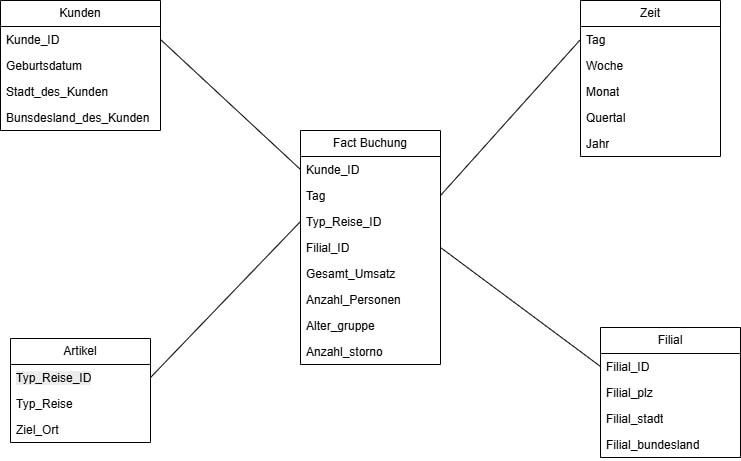 Kunden
Kunde_ID
Geburtsdatum
Stadt_des_Kunden
Bunsdesland_des_Kunden
Zeit
Tag
Woche
Monat
Quertal
Jahr
Fact Buchung
Kunde_ID
Tag
Typ_Reise_ID
Filial_ID
Gesamt_Umsatz
Anzahl_Personen
Alter_gruppe
Anzahl_storno
Artikel
Typ_Reise_ID
Typ_Reise
Ziel_Ort
Filial
Filial_ID
Filial_plz
Filial_stadt
Filial_bundesland